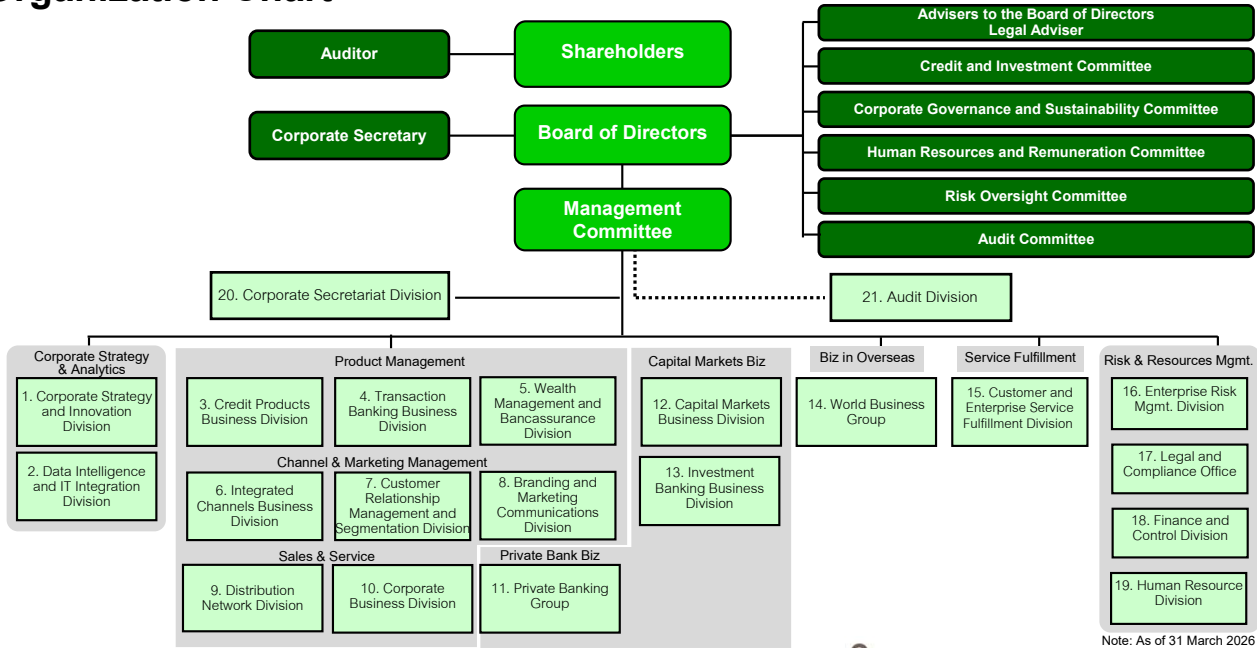 Organization Chart
Auditor
Shareholders
Advisers to the Board of Directors
Legal Adviser
Credit and Investment Committee
Corporate Secretary
Board of Directors
Corporate Governance and Sustainability Committee
Human Resources and Remuneration Committee
Risk Oversight Committee
Audit Committee
Management
Committee
20. Corporate Secretariat Division
21. Audit Division
Corporate Strategy
& Analytics
1. Corporate Strategy
and Innovation
Division
2. Data Intelligence
and IT Integration
Division
Product Management
3. Credit Products
Business Division
4. Transaction
Banking Business
Division
5. Wealth
Management and
Bancassurance
Division
Channel & Marketing Management
6. Integrated
Channels Business
Division
7. Customer
Relationship
Management and
Segmentation Division
8. Branding and
Marketing
Communications
Division
Sales & Service
9. Distribution
Network Division
10. Corporate
Business Division
Private Bank Biz
11. Private Banking
Group
Capital Markets Biz
12. Capital Markets
Business Division
13. Investment
Banking Business
Division
Biz in Overseas
14. World Business
Group
Service Fulfillment
15. Customer and
Enterprise Service
Fulfillment Division
Risk & Resources Mgmt.
16. Enterprise Risk
Mgmt. Division
17. Legal and
Compliance Office
18. Finance and
Control Division
19. Human Resource
Division
Note: As of 31 March 2026